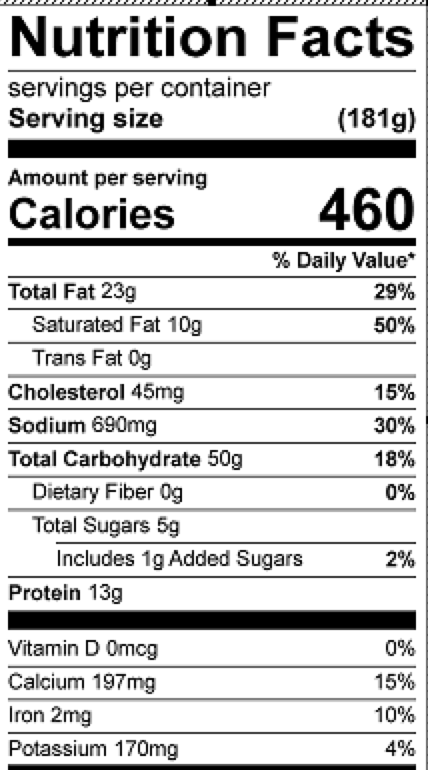 Nutrition Facts
servings per container
Serving size (181g)
Amount per serving
Calories 460
% Daily Value*
Total Fat 23g 29%
Saturated Fat 10g 50%
Trans Fat 0g
Cholesterol 45mg 15%
Sodium 690mg 30%
Total Carbohydrate 50g 18%
Dietary Fiber 0g 0%
Total Sugars 5g
Includes 1g Added Sugars 2%
Protein 13g
Vitamin D 0mcg 0%
Calcium 197mg 15%
Iron 2mg 10%
Potassium 170mg 4%